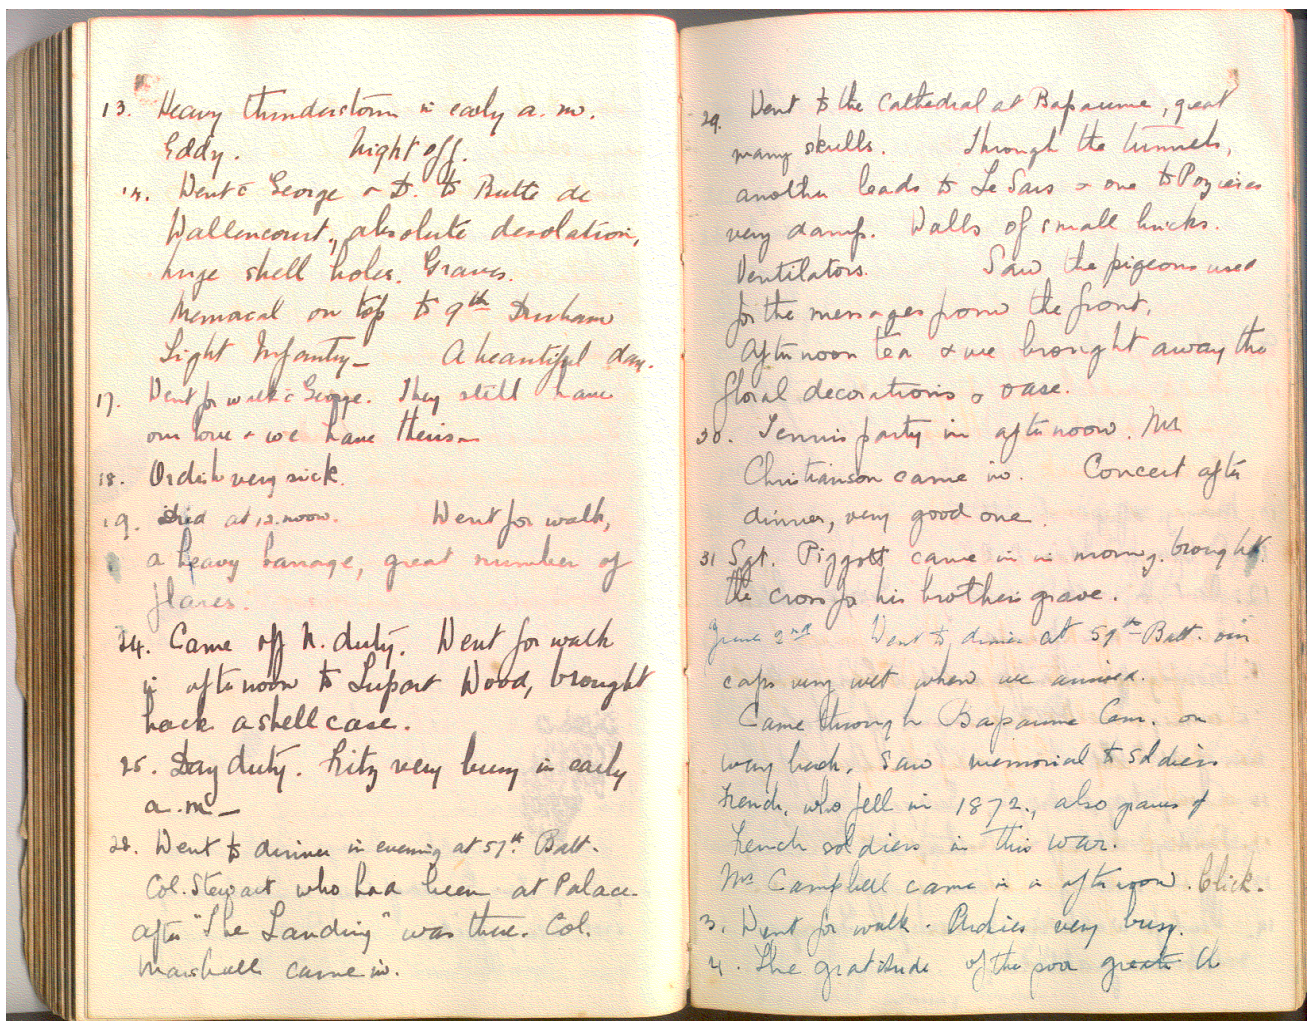 13. Heavy thunderstorm in early a.m.
Eddy. Night off.
14. Went c̄ George & D. to Butte de
Wallencourt, absolute desolation,
huge shell holes. Graves.
Memorial on top to 9th Durham
Light Infantry— A beautiful day.
17. Went for walk c̄ George. They still have
our love & we have theirs—
18. very sick.
19. died at 12.noon. Went for walk,
a heavy barrage, great number of
flares.
24. Came off N. duty. Went for walk
in afternoon to Lupart Wood, brought
back a shell case.
25. Day duty. Fritz very busy in early
a.m—
28. Went to dinner in evening at 57th Batt.
Col. Stewart who had been at Palace
after "The Landing" was there. Col.
Marshall came in.
29. Went to the Cathedral at Bapaume, great
many skulls. Through the tunnels,
another leads to Le Sars & one to Pozieres
very damp. Walls of small bricks.
Ventilators. Saw the pigeons used
for the messages from the front.
Afternoon tea & we brought away the
floral decorations & vase.
30. Tennis party in afternoon. Mr
Christianson came in. Concert after
dinner, very good one.
31 Sgt. Piggott came in in morng. brought
the cross for his brothers grave.
June 2nd Went to dinner at 57th Batt. our
caps very wet when we arrived.
Came through Bapaume Cem. on
way back. Saw memorial to Soldiers
French, who fell in 1872., also graves of
French soldiers in this war.
Mr Campbell came in in afternoon. Click.
3. Went for walk. Archies very busy.
4. The gratitude of the poor great. A